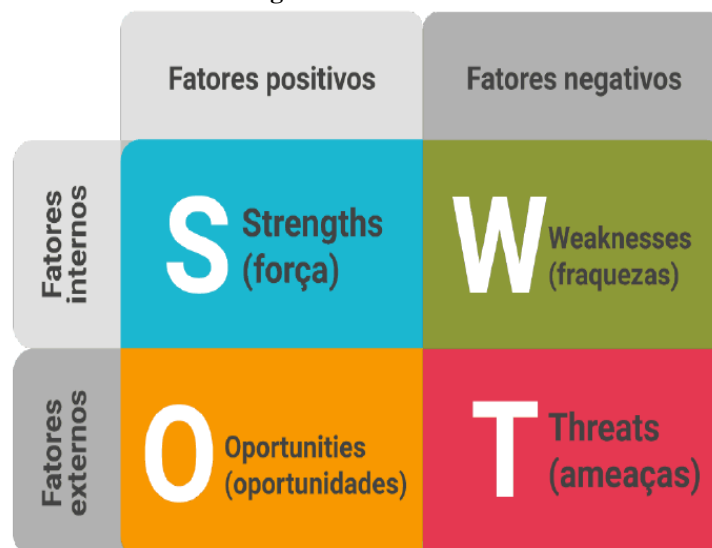 Fatores positivos
Fatores negativos
Fatores
internos
S
Strengths
(força)
W
Weaknesses
(fraquezas)
Fatores
externos
O
Oportunities
(oportunidades)
T
Threats
(ameaças)